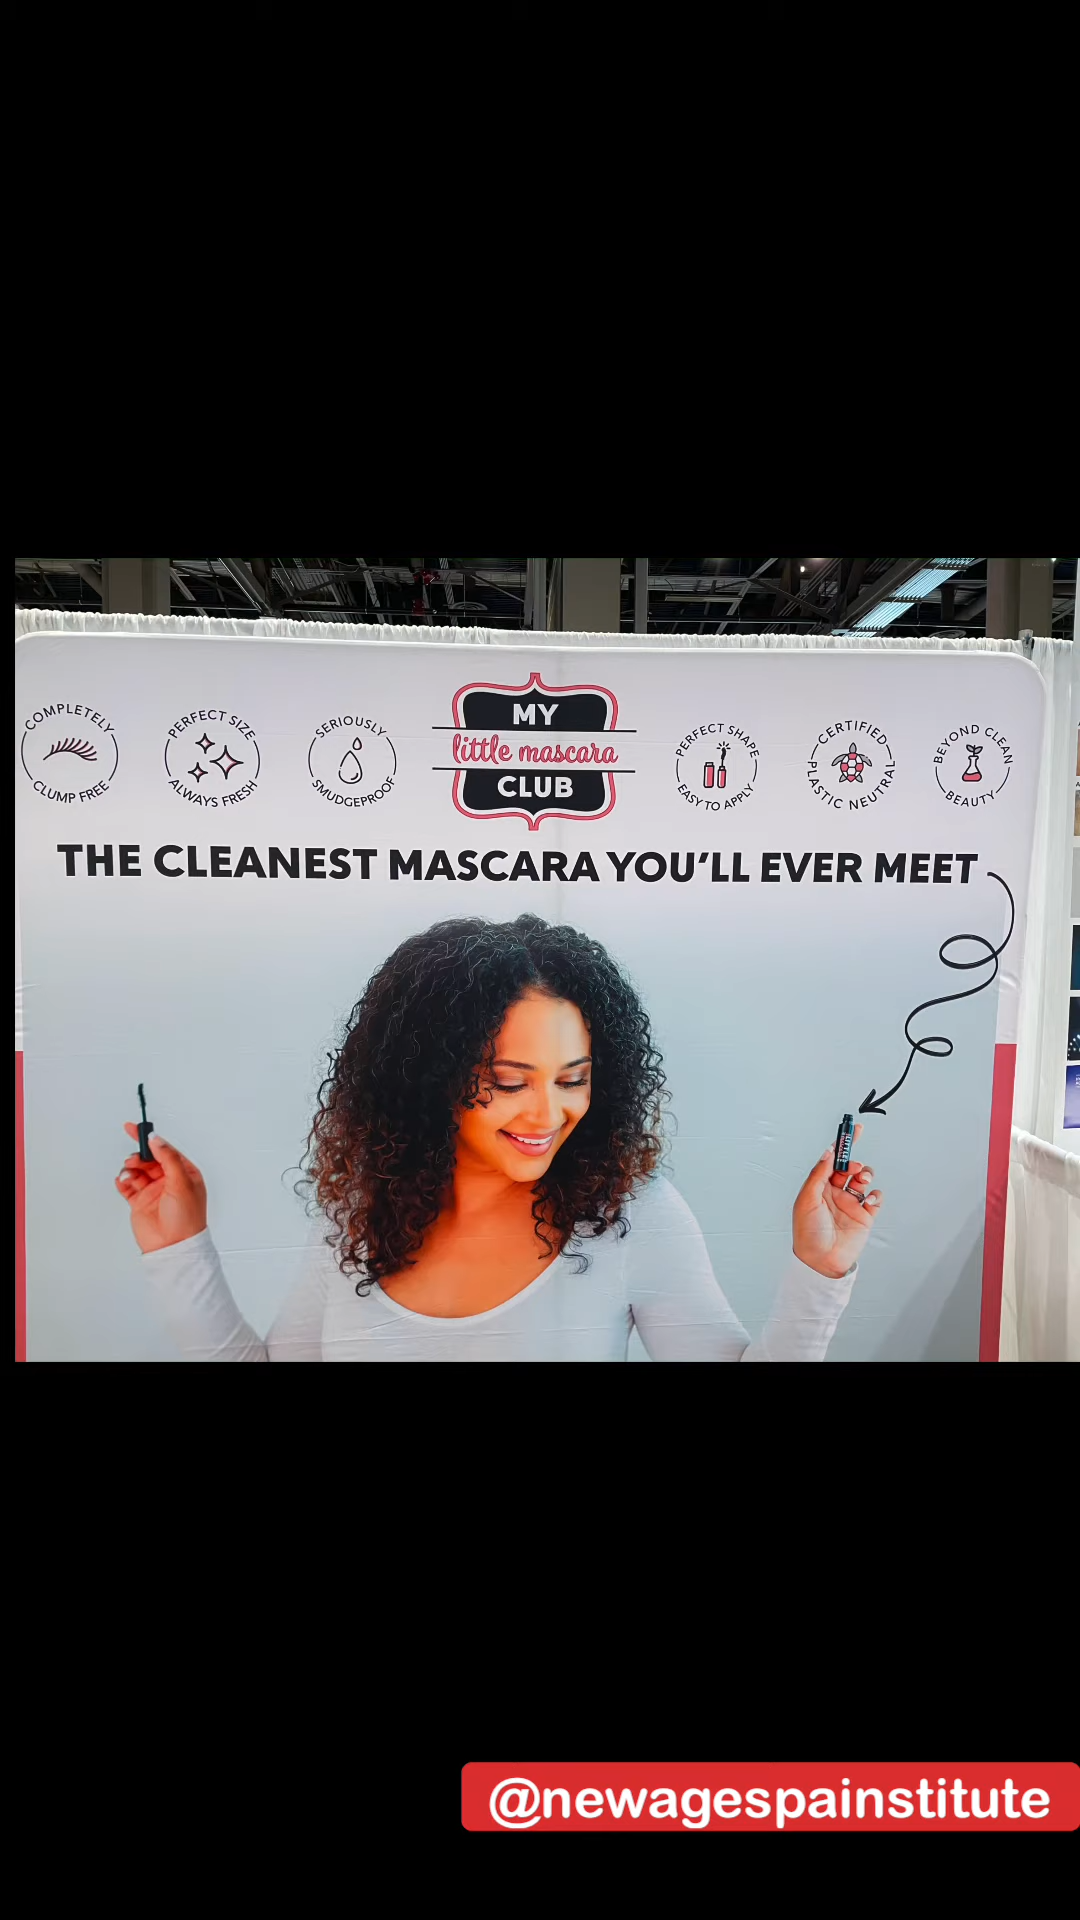 COMPLETELY
CLUMP FREE
PERFECT SIZE
ALWAYS FRESH
SERIOUSLY
SMUDGEPROOF
MY
little mascara
CLUB
PERFECT SHAPE
EASY TO APPLY
CERTIFIED
PLASTIC NEUTRAL
BEYOND CLEAN
BEAUTY
THE CLEANEST MASCARA YOU'LL EVER MEET
@newagespainstitute